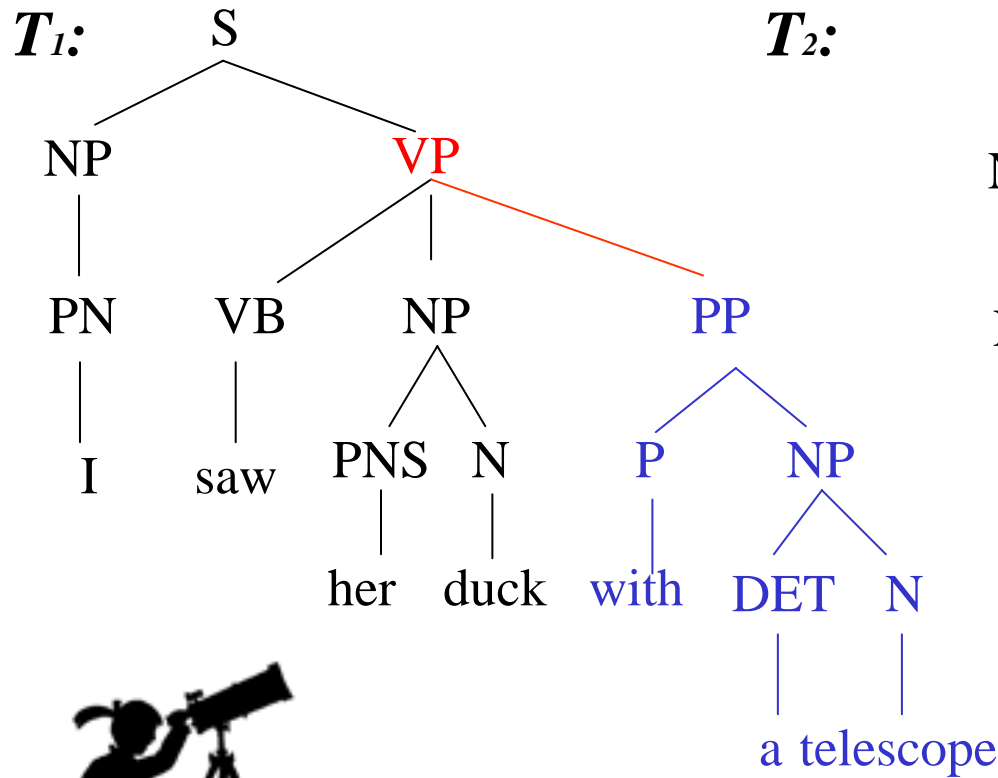 T1: S T2:
NP VP
PN VB NP PP
I saw PNS N P NP
her duck with DET N
a telescope